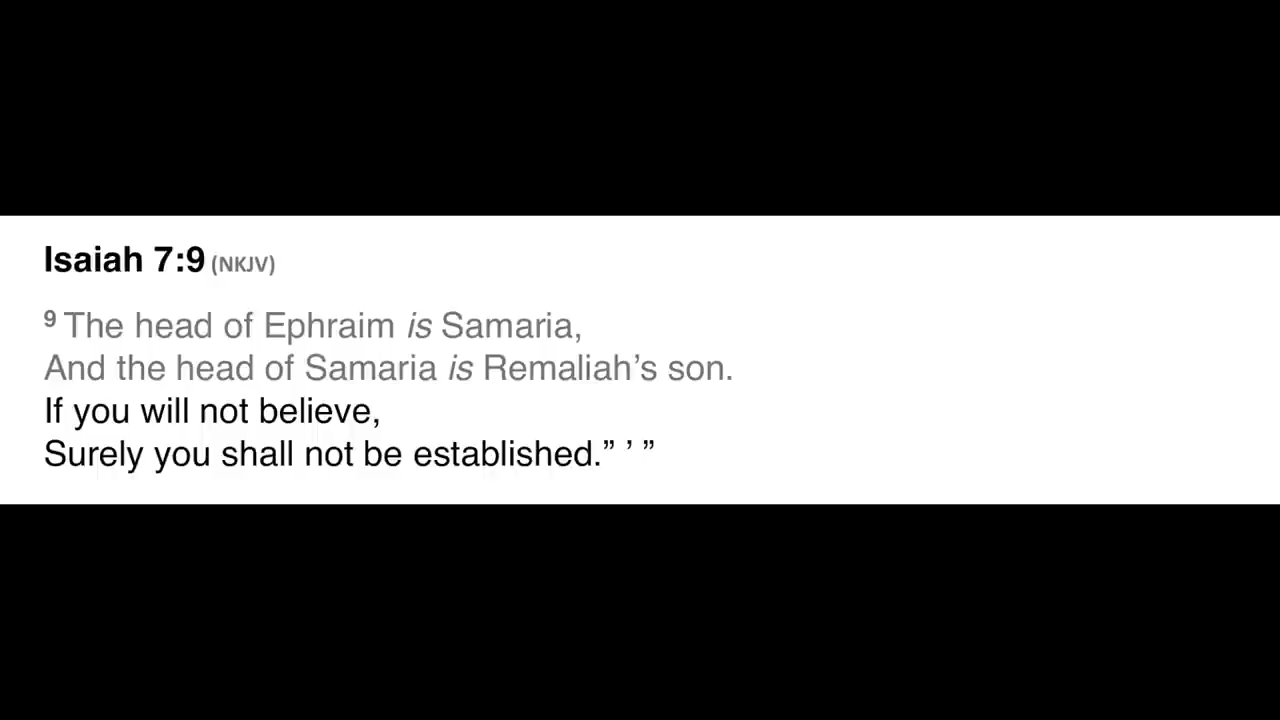 Isaiah 7:9 (NKJV)
9 The head of Ephraim is Samaria,
And the head of Samaria is Remaliah’s son.
If you will not believe,
Surely you shall not be established.” ’ ”